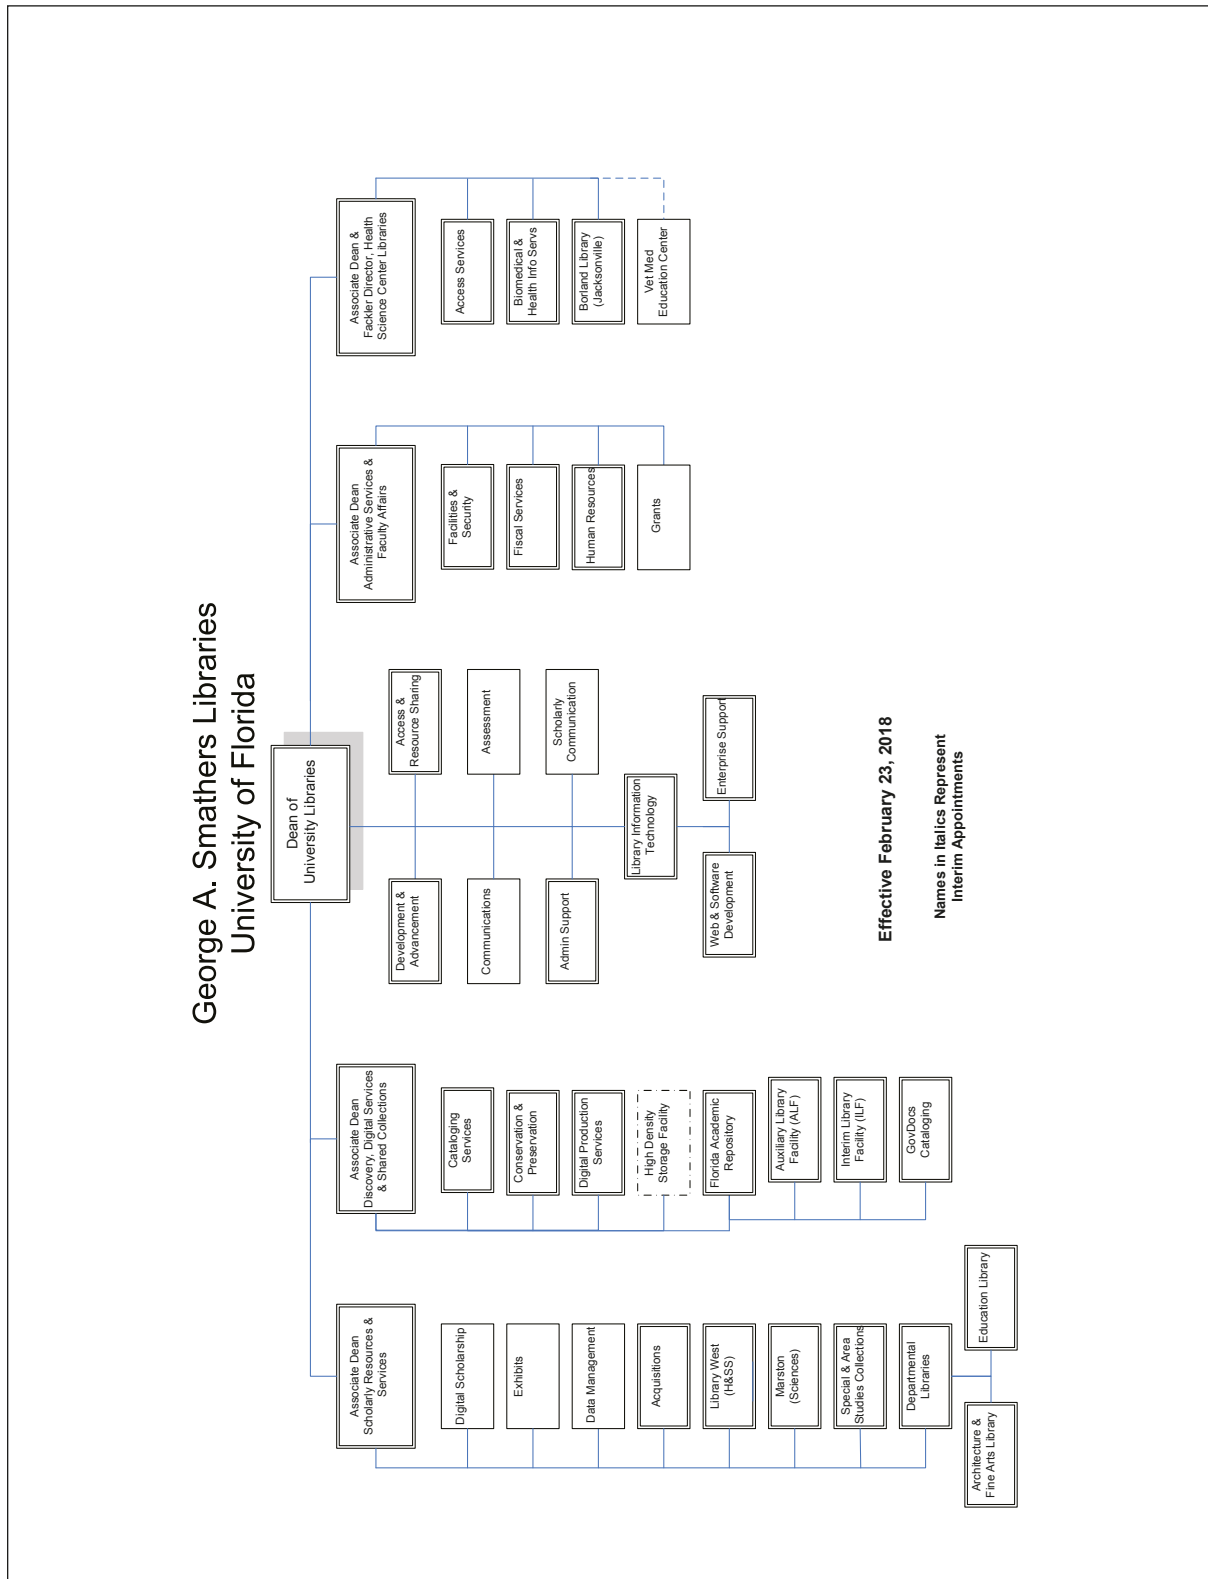 George A. Smathers Libraries
University of Florida
Dean of
University Libraries
Associate Dean
Scholarly Resources &
Services
Digital Scholarship
Exhibits
Data Management
Acquisitions
Library West
(H&SS)
Marston
(Sciences)
Special & Area
Studies Collections
Departmental
Libraries
Architecture &
Fine Arts Library
Education Library
Associate Dean
Discovery, Digital Services
& Shared Collections
Cataloging
Services
Conservation &
Preservation
Digital Production
Services
High Density
Storage Facility
Florida Academic
Repository
Auxiliary Library
Facility (ALF)
Interim Library
Facility (ILF)
GovDocs
Cataloging
Development &
Advancement
Access &
Resource Sharing
Communications
Assessment
Admin Support
Scholarly
Communication
Library Information
Technology
Web & Software
Development
Enterprise Support
Associate Dean
Administrative Services &
Faculty Affairs
Facilities &
Security
Fiscal Services
Human Resources
Grants
Associate Dean &
Fackler Director, Health
Science Center Libraries
Access Services
Biomedical &
Health Info Servs
Borland Library
(Jacksonville)
Vet Med
Education Center
Effective February 23, 2018
Names in Italics Represent
Interim Appointments